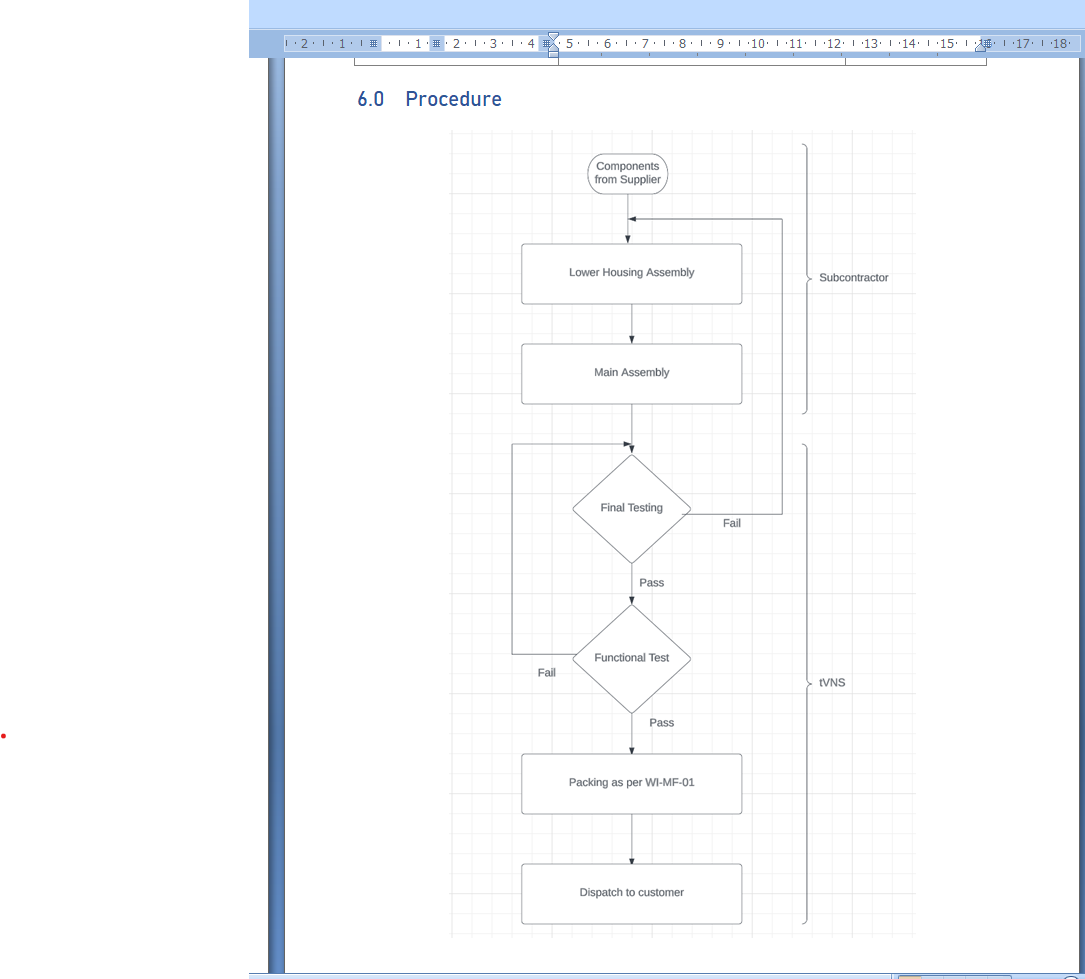 2 1 1 2 3 4 5 6 7 8 9 10 11 12 13 14 15 17 18
6.0 Procedure
Components
from Supplier
Lower Housing Assembly
Subcontractor
Main Assembly
Final Testing
Fail
Pass
Functional Test
Fail
tVNS
Pass
Packing as per WI-MF-01
Dispatch to customer